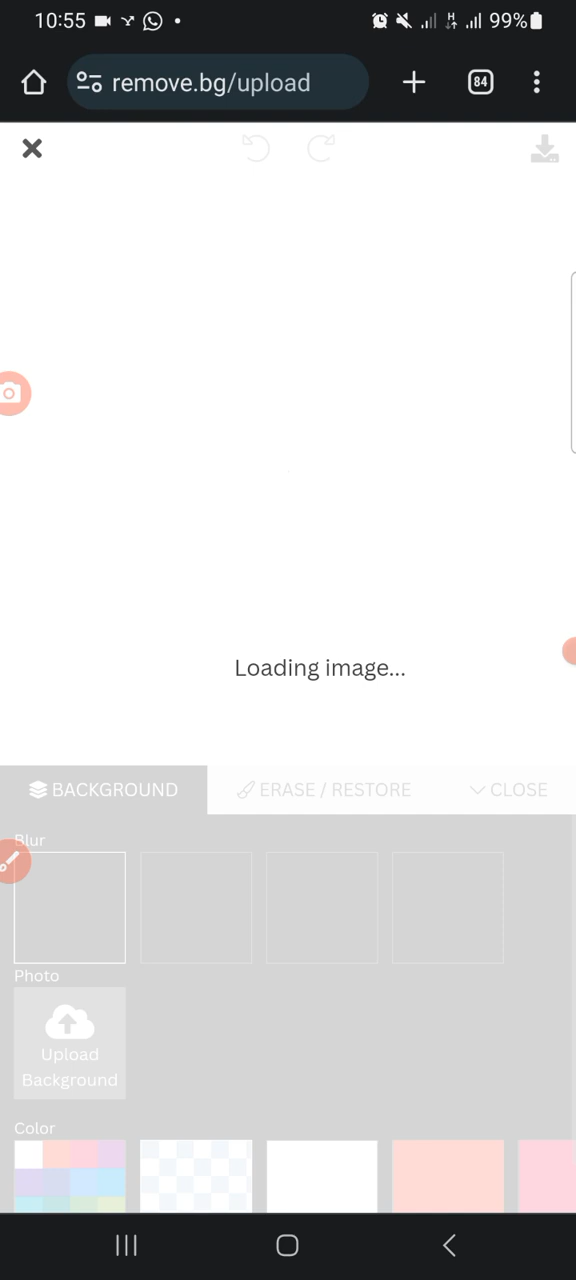 10:55
H
99%
remove.bg/upload
84
Loading image...
BACKGROUND
ERASE / RESTORE
CLOSE
Blur
Photo
Upload
Background
Color